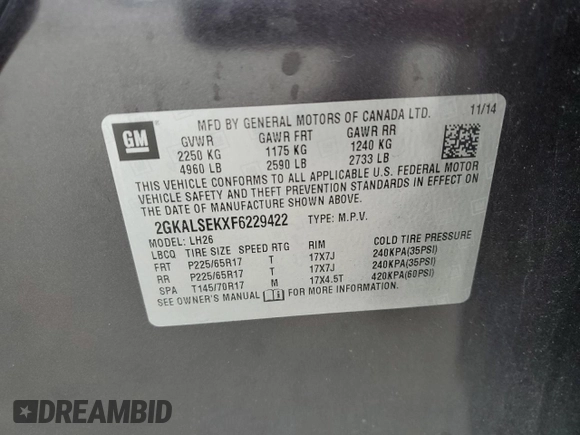 GM
MFD BY GENERAL MOTORS OF CANADA LTD. 11/14
GVWR GAWR FRT GAWR RR
2250 KG 1175 KG 1240 KG
4960 LB 2590 LB 2733 LB
THIS VEHICLE CONFORMS TO ALL APPLICABLE U.S. FEDERAL MOTOR
VEHICLE SAFETY AND THEFT PREVENTION STANDARDS IN EFFECT ON
THE DATE OF MANUFACTURE SHOWN ABOVE.
2GKALSEKXF6229422 TYPE: M.P.V.
MODEL: LH26
LBCQ TIRE SIZE SPEED RTG RIM COLD TIRE PRESSURE
FRT P225/65R17 T 17X7J 240KPA(35PSI)
RR P225/65R17 T 17X7J 240KPA(35PSI)
SPA T145/70R17 M 17X4.5T 420KPA(60PSI)
SEE OWNER'S MANUAL FOR MORE INFORMATION.
DREAMBID